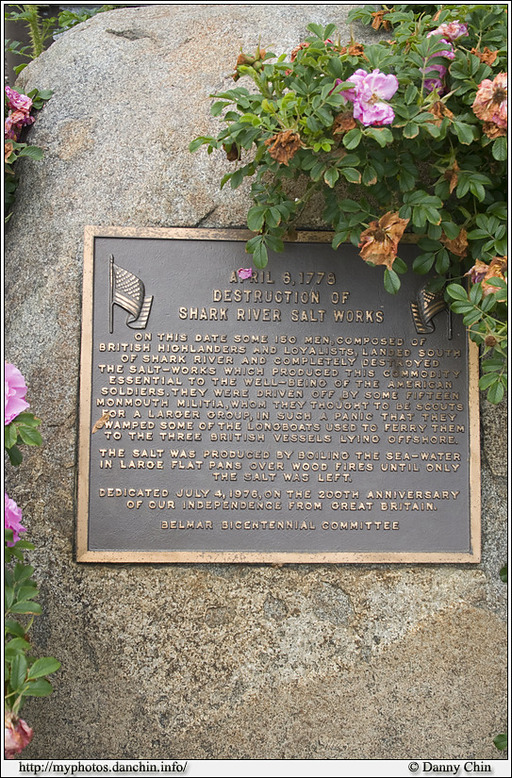 APRIL 6, 1778
DESTRUCTION OF
SHARK RIVER SALT WORKS
ON THIS DATE SOME 150 MEN, COMPOSED OF
BRITISH HIGHLANDERS AND LOYALISTS, LANDED SOUTH
OF SHARK RIVER AND COMPLETELY DESTROYED
THE SALT-WORKS WHICH PRODUCED THIS COMMODITY
ESSENTIAL TO THE WELL-BEING OF THE AMERICAN
SOLDIERS. THEY WERE DRIVEN OFF BY SOME FIFTEEN
MONMOUTH MILITIA, WHOM THEY THOUGHT TO BE SCOUTS
FOR A LARGER GROUP, IN SUCH A PANIC THAT THEY
SWAMPED SOME OF THE LONGBOATS USED TO FERRY THEM
TO THE THREE BRITISH VESSELS LYING OFFSHORE.
THE SALT WAS PRODUCED BY BOILING THE SEA-WATER
IN LARGE FLAT PANS OVER WOOD FIRES UNTIL ONLY
THE SALT WAS LEFT.
DEDICATED JULY 4, 1976, ON THE 200TH ANNIVERSARY
OF OUR INDEPENDENCE FROM GREAT BRITAIN.
BELMAR BICENTENNIAL COMMITTEE
http://myphotos.danchin.info/ © Danny Chin